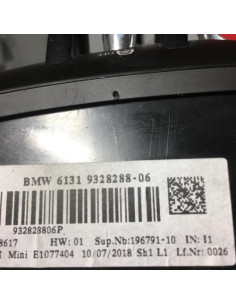 OFF
BMW 6131 9328288-06
932828806P
8617 HW: 01 Sup.Nb:196791-10 IN: I1
Mini E1077404 10/07/2018 Sh1 L1 Lf.Nr: 0026